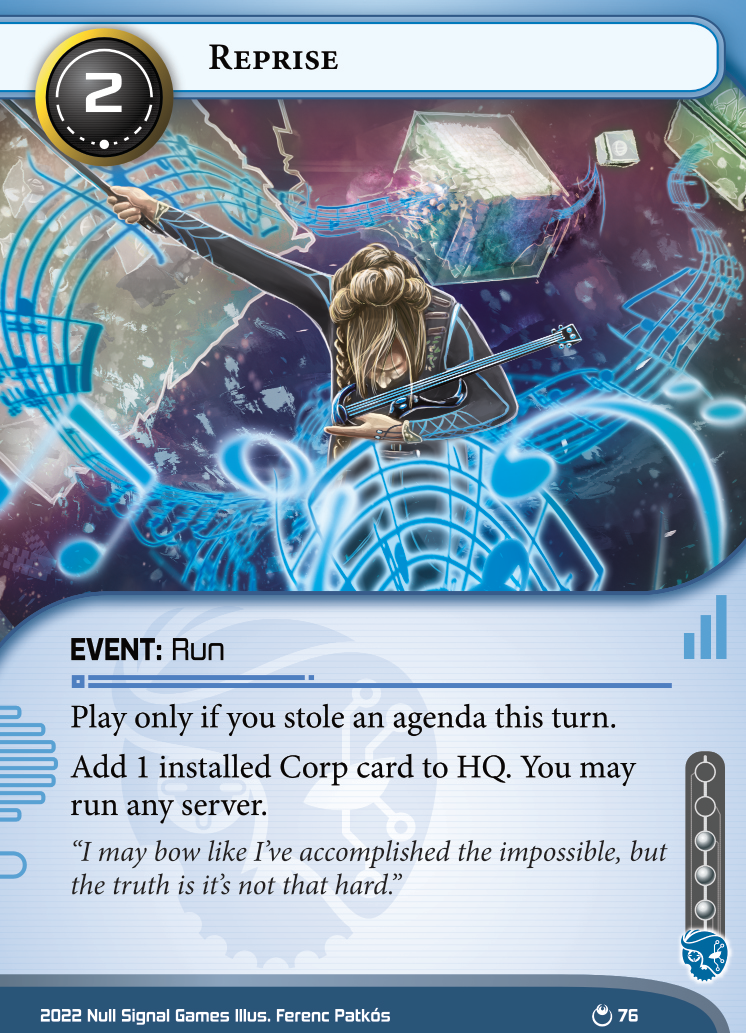 2
Reprise
9
EVENT: Run
Play only if you stole an agenda this turn.
Add 1 installed Corp card to HQ. You may
run any server.
“I may bow like I’ve accomplished the impossible, but
the truth is it’s not that hard.”
2022 Null Signal Games Illus. Ferenc Patkós
76